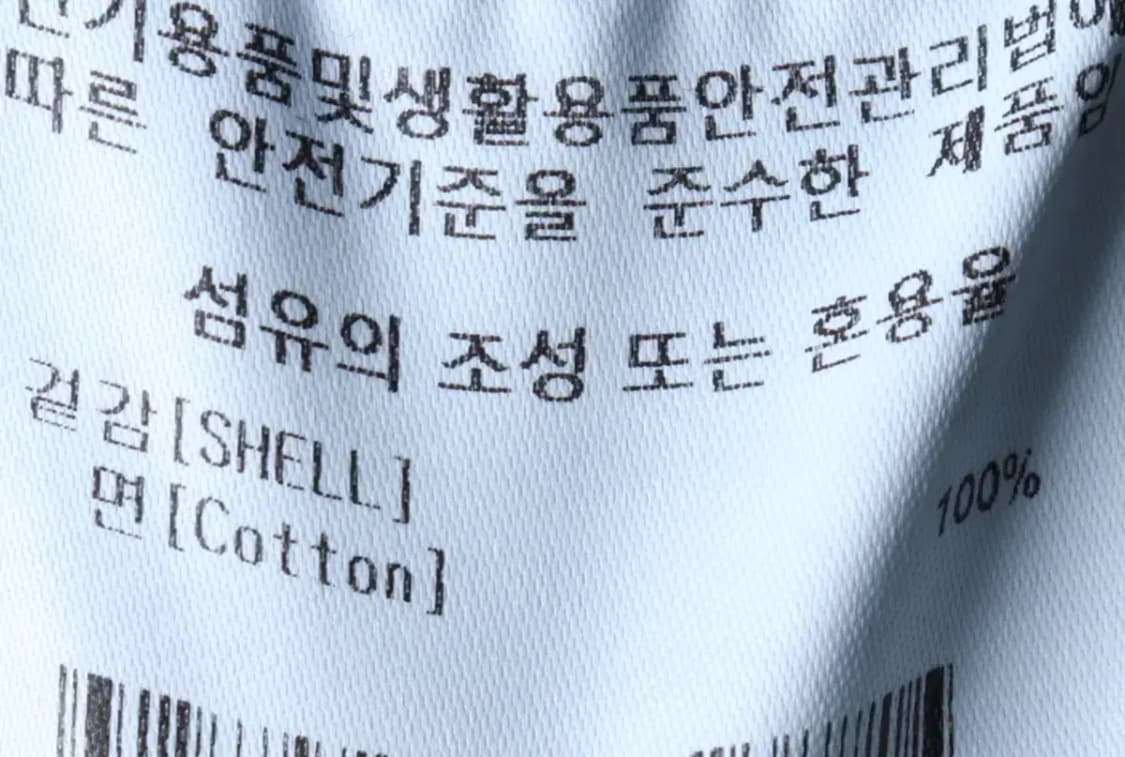 전기용품및생활용품안전관리법에
따른 안전기준을 준수한 제품임
섬유의 조성 또는 혼용율
겉감[SHELL]
면[Cotton] 100%